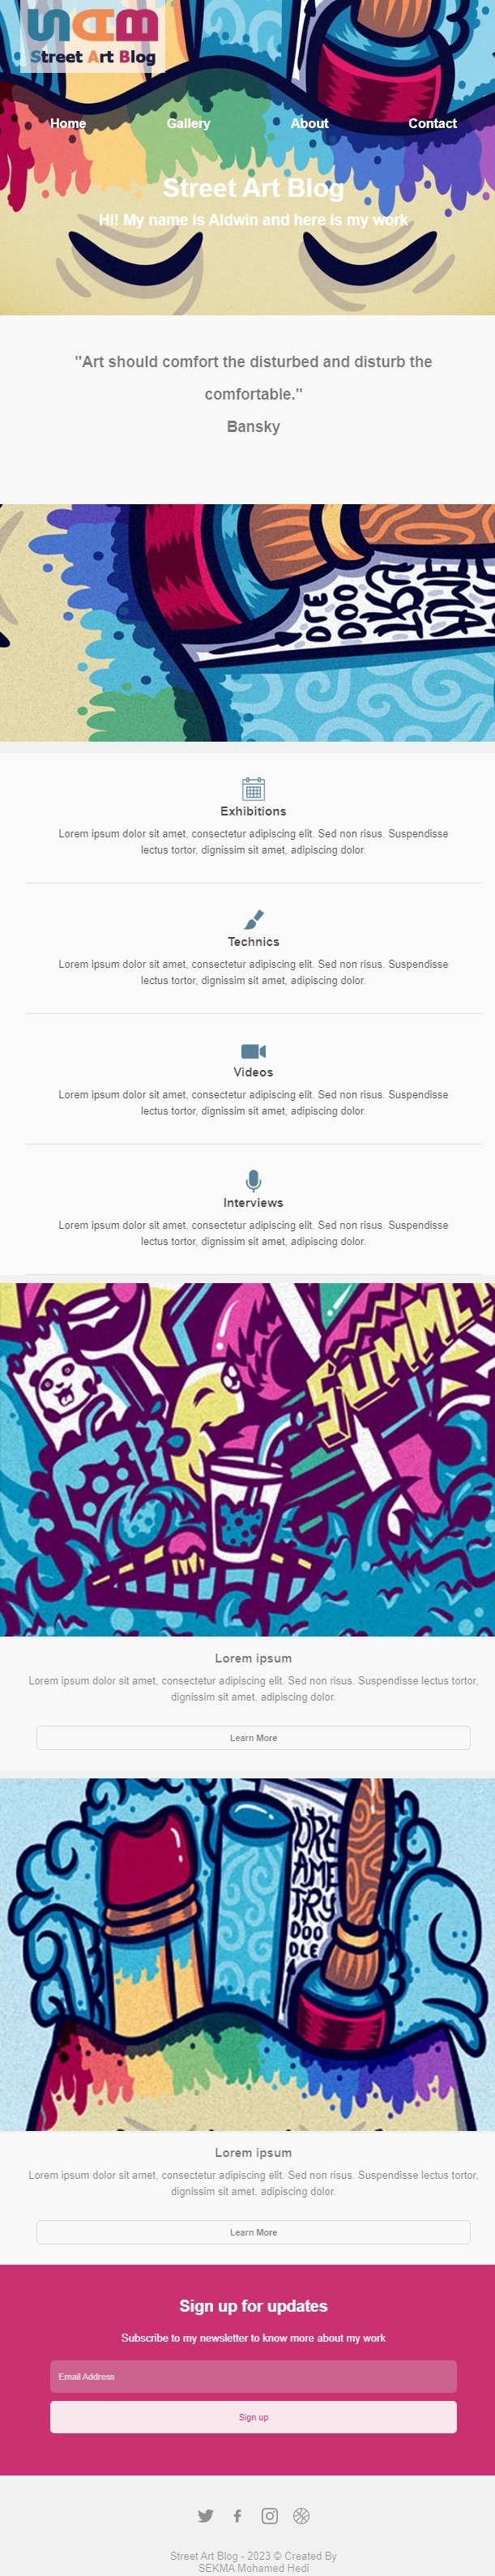 Street Art Blog
Home Gallery About Contact
Street Art Blog
Hi! My name is Aldwin and here is my work
"Art should comfort the disturbed and disturb the
comfortable."
Bansky
Exhibitions
Lorem ipsum dolor sit amet, consectetur adipiscing elit. Sed non risus. Suspendisse
lectus tortor, dignissim sit amet, adipiscing dolor.
Technics
Lorem ipsum dolor sit amet, consectetur adipiscing elit. Sed non risus. Suspendisse
lectus tortor, dignissim sit amet, adipiscing dolor.
Videos
Lorem ipsum dolor sit amet, consectetur adipiscing elit. Sed non risus. Suspendisse
lectus tortor, dignissim sit amet, adipiscing dolor.
Interviews
Lorem ipsum dolor sit amet, consectetur adipiscing elit. Sed non risus. Suspendisse
lectus tortor, dignissim sit amet, adipiscing dolor.
Lorem ipsum
Lorem ipsum dolor sit amet, consectetur adipiscing elit. Sed non risus. Suspendisse lectus tortor,
dignissim sit amet, adipiscing dolor.
Learn More
DRE
AME
TRY
DOO
DLE
Lorem ipsum
Lorem ipsum dolor sit amet, consectetur adipiscing elit. Sed non risus. Suspendisse lectus tortor,
dignissim sit amet, adipiscing dolor.
Learn More
Sign up for updates
Subscribe to my newsletter to know more about my work
Email Address
Sign up
Street Art Blog - 2023 © Created By
SEKMA Mohamed Hedi